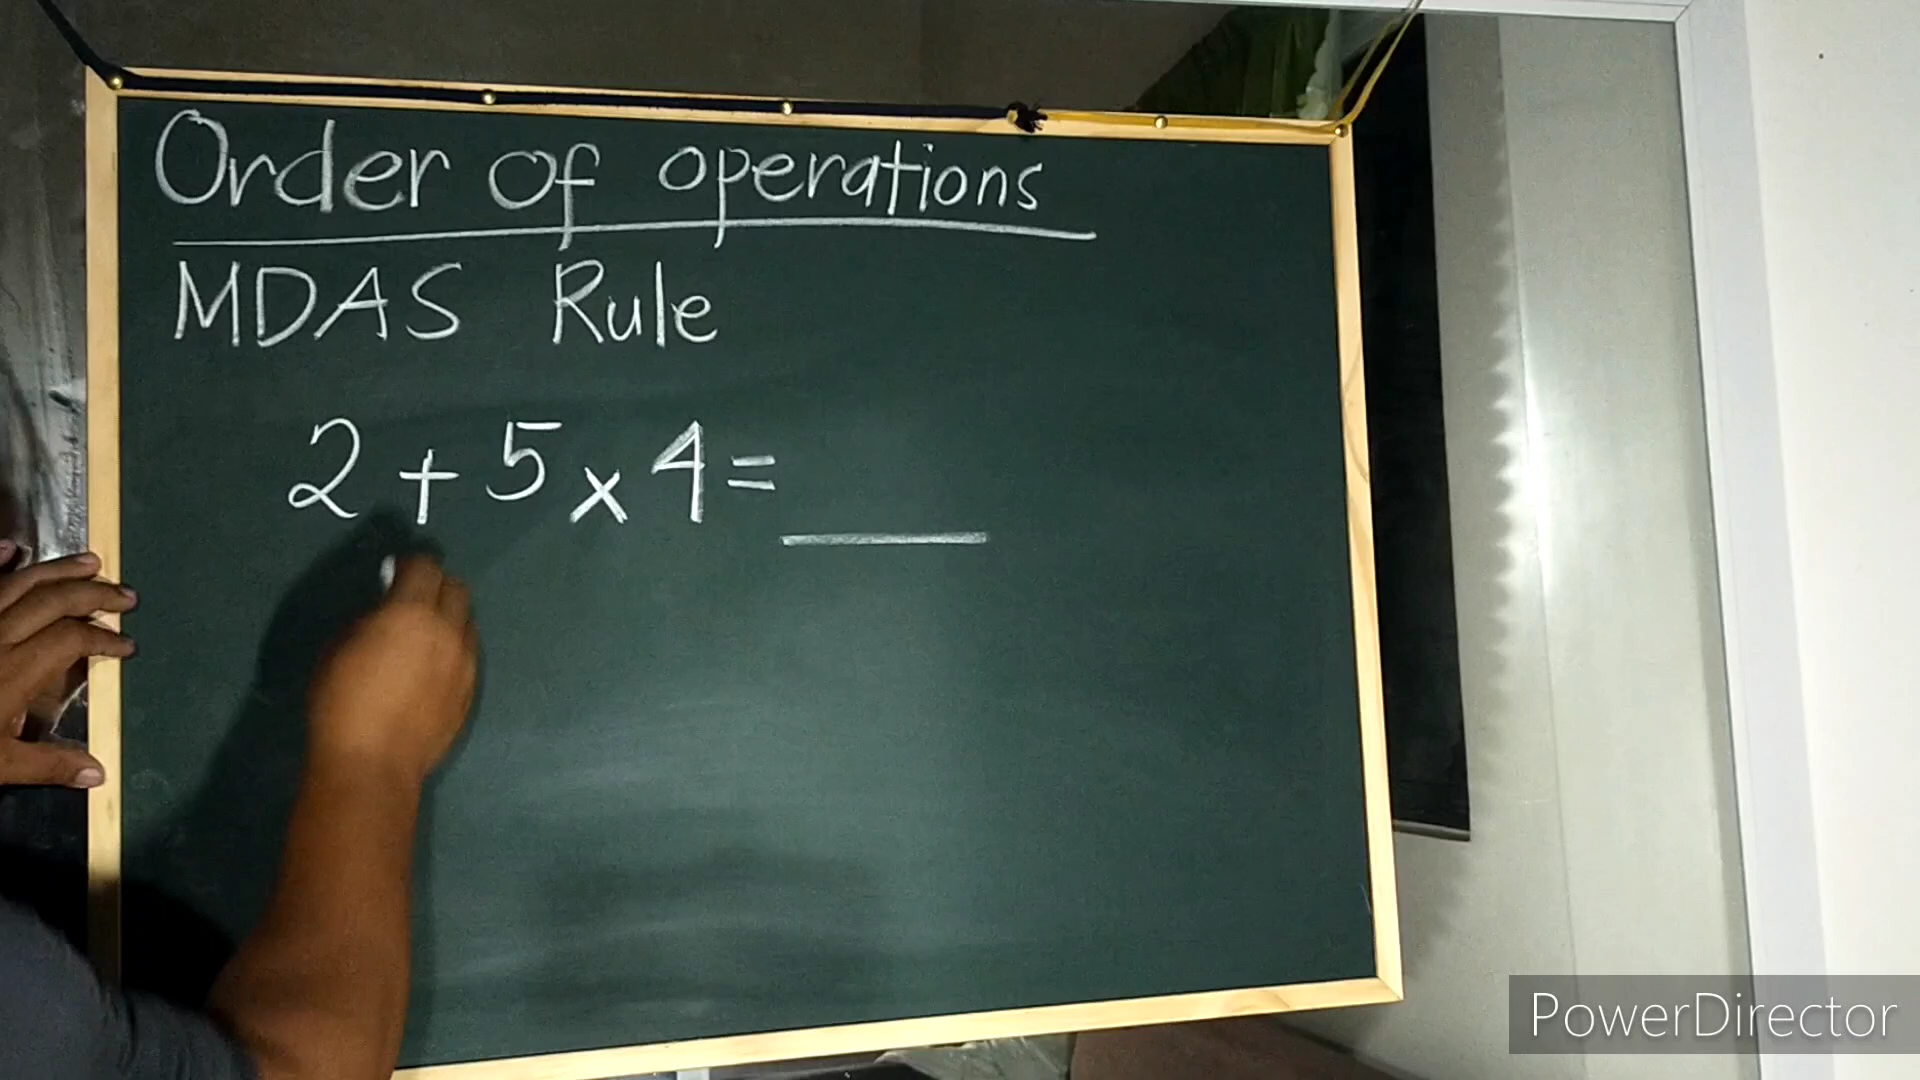 Order of operations
MDAS Rule
2 + 5 x 4 = ____
PowerDirector